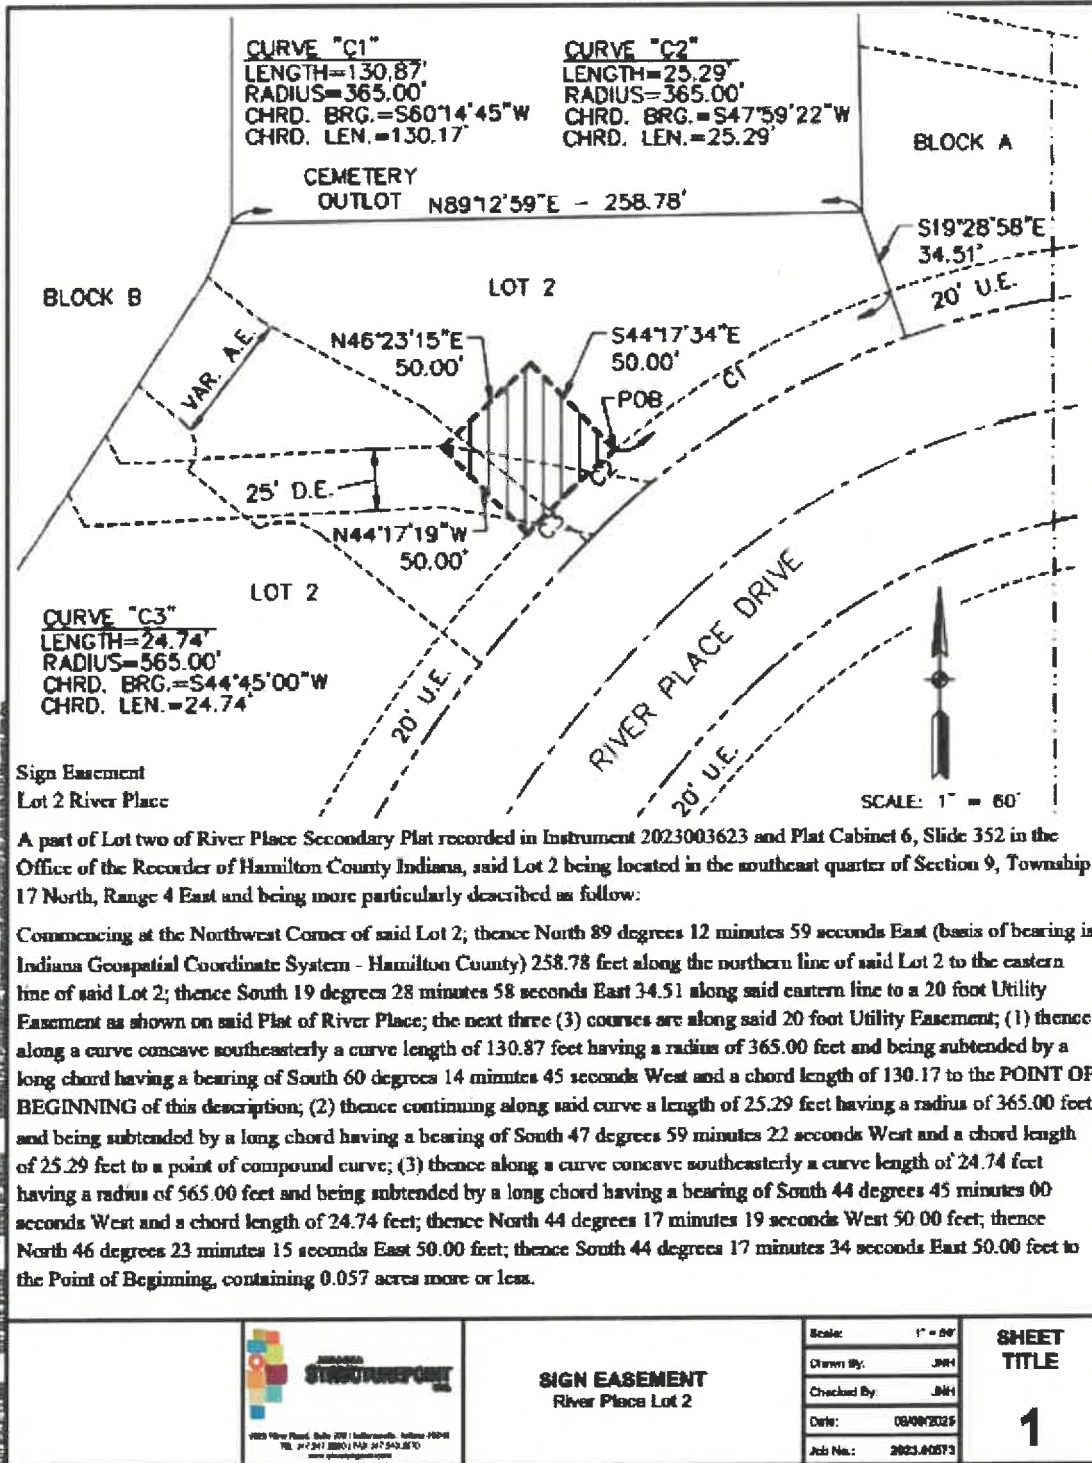 CURVE "C1"
LENGTH=130.87'
RADIUS=365.00'
CHRD. BRG.=S60°14'45"W
CHRD. LEN.=130.17'
CURVE "C2"
LENGTH=25.29'
RADIUS=365.00'
CHRD. BRG.=S47°59'22"W
CHRD. LEN.=25.29'
BLOCK A
CEMETERY
OUTLOT
N89°12'59"E - 258.78'
S19°28'58"E
34.51'
BLOCK B
LOT 2
20' U.E.
N46°23'15"E
50.00'
S44°17'34"E
50.00'
VAR. A.E.
C1
POB
C2
25' D.E.
C3
N44°17'19"W
50.00'
LOT 2
CURVE "C3"
LENGTH=24.74'
RADIUS=565.00'
CHRD. BRG.=S44°45'00"W
CHRD. LEN.=24.74'
20' U.E.
RIVER PLACE DRIVE
20' U.E.
SCALE: 1" = 60'
Sign Easement
Lot 2 River Place
A part of Lot two of River Place Secondary Plat recorded in Instrument 2023003623 and Plat Cabinet 6, Slide 352 in the
Office of the Recorder of Hamilton County Indiana, said Lot 2 being located in the southeast quarter of Section 9, Township
17 North, Range 4 East and being more particularly described as follow:
Commencing at the Northwest Corner of said Lot 2; thence North 89 degrees 12 minutes 59 seconds East (basis of bearing is
Indiana Geospatial Coordinate System - Hamilton County) 258.78 feet along the northern line of said Lot 2 to the eastern
line of said Lot 2; thence South 19 degrees 28 minutes 58 seconds East 34.51 along said eastern line to a 20 foot Utility
Easement as shown on said Plat of River Place; the next three (3) courses are along said 20 foot Utility Easement; (1) thence
along a curve concave southeasterly a curve length of 130.87 feet having a radius of 365.00 feet and being subtended by a
long chord having a bearing of South 60 degrees 14 minutes 45 seconds West and a chord length of 130.17 to the POINT OF
BEGINNING of this description; (2) thence continuing along said curve a length of 25.29 feet having a radius of 365.00 feet
and being subtended by a long chord having a bearing of South 47 degrees 59 minutes 22 seconds West and a chord length
of 25.29 feet to a point of compound curve; (3) thence along a curve concave southeasterly a curve length of 24.74 feet
having a radius of 565.00 feet and being subtended by a long chord having a bearing of South 44 degrees 45 minutes 00
seconds West and a chord length of 24.74 feet; thence North 44 degrees 17 minutes 19 seconds West 50.00 feet; thence
North 46 degrees 23 minutes 15 seconds East 50.00 feet; thence South 44 degrees 17 minutes 34 seconds East 50.00 feet to
the Point of Beginning, containing 0.057 acres more or less.
STRUCTUREPOINT
SIGN EASEMENT
River Place Lot 2
Scale: 1" = 60'
Drawn By: JMH
Checked By: JMH
Date:
Job No.: 2023.00573
SHEET
TITLE
1